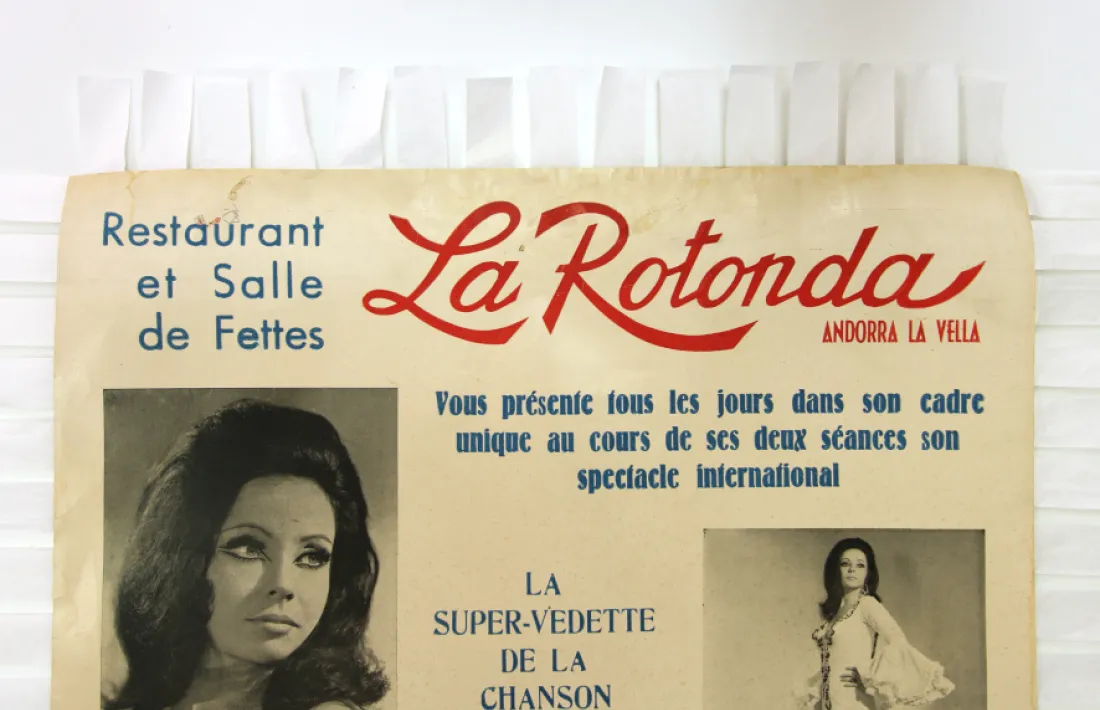 Restaurant
et Salle
de Fettes
La Rotonda
ANDORRA LA VELLA
Vous présente tous les jours dans son cadre
unique au cours de ses deux séances son
spectacle international
LA
SUPER-VEDETTE
DE LA
CHANSON